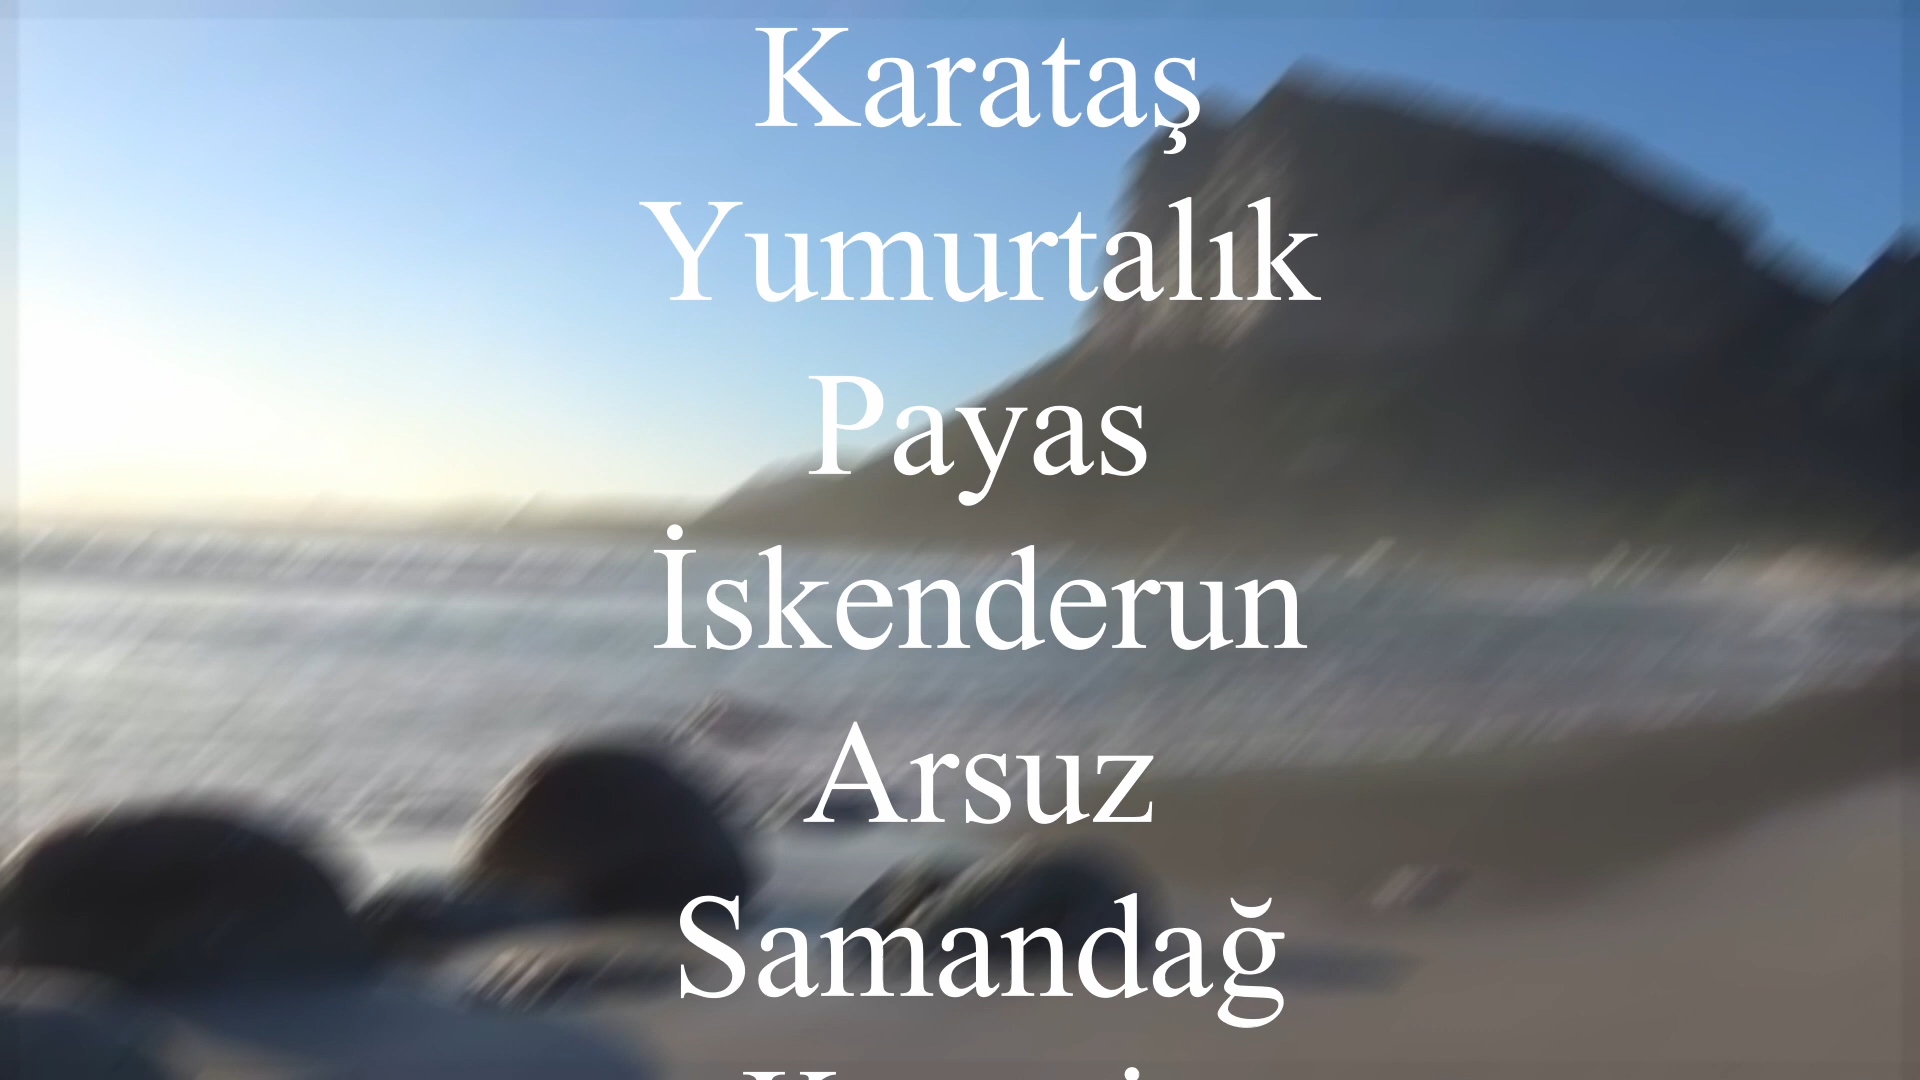 Karataş
Yumurtalık
Payas
İskenderun
Arsuz
Samandağ